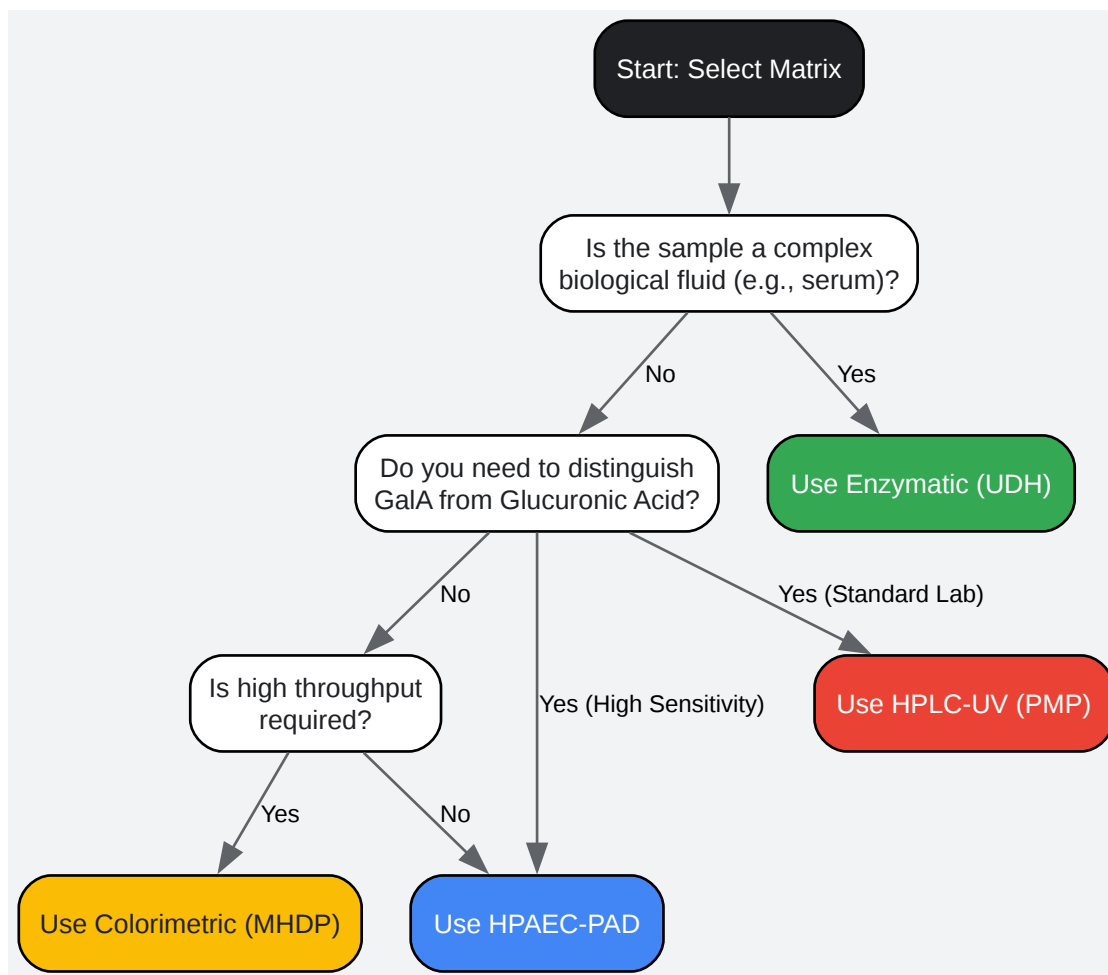 Start: Select Matrix
Is the sample a complex
biological fluid (e.g., serum)?
No
Yes
Do you need to distinguish
GalA from Glucuronic Acid?
Use Enzymatic (UDH)
No
Yes (High Sensitivity)
Yes (Standard Lab)
Is high throughput
required?
Use HPLC-UV (PMP)
Yes
No
Use Colorimetric (MHDP)
Use HPAEC-PAD